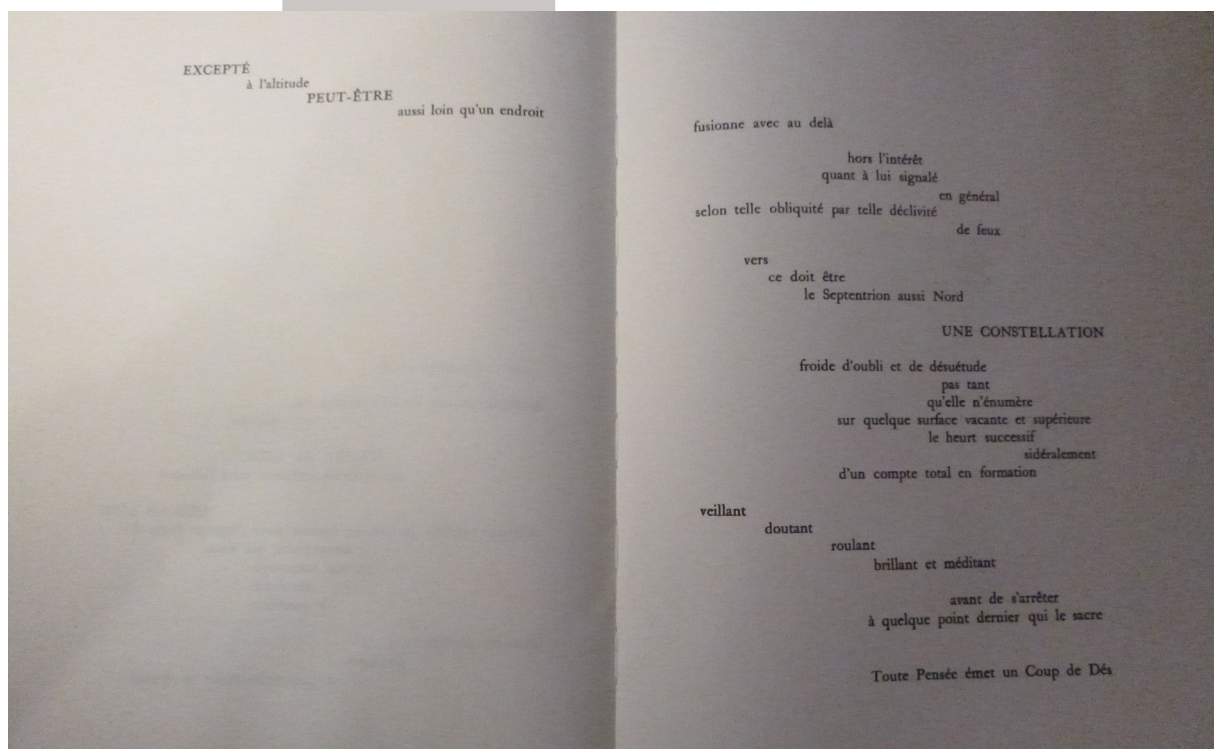 EXCEPTÉ
à l'altitude
PEUT-ÊTRE
aussi loin qu'un endroit
fusionne avec au delà
hors l'intérêt
quant à lui signalé
en général
selon telle obliquité par telle déclivité
de feux
vers
ce doit être
le Septentrion aussi Nord
UNE CONSTELLATION
froide d'oubli et de désuétude
pas tant
qu'elle n'énumère
sur quelque surface vacante et supérieure
le heurt successif
sidéralement
d'un compte total en formation
veillant
doutant
roulant
brillant et méditant
avant de s'arrêter
à quelque point dernier qui le sacre
Toute Pensée émet un Coup de Dés